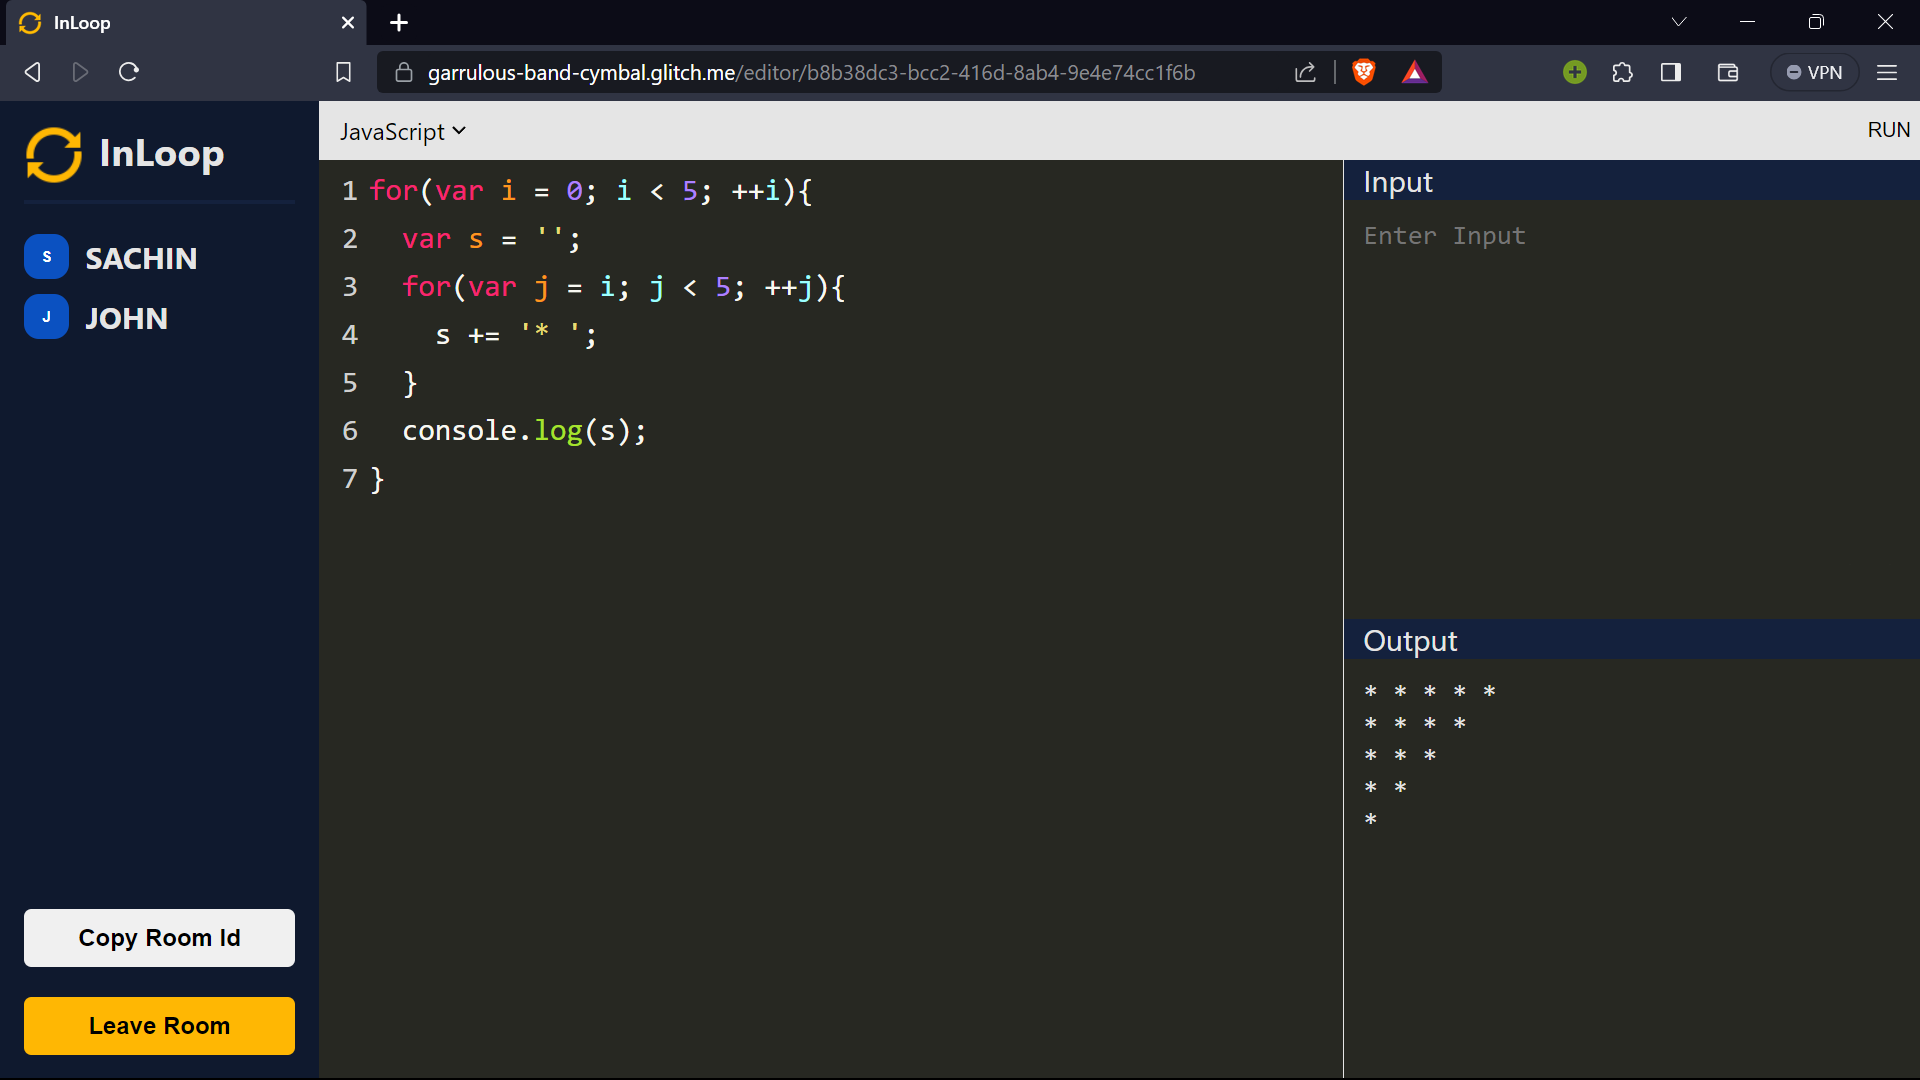 InLoop
garrulous-band-cymbal.glitch.me/editor/b8b38dc3-bcc2-416d-8ab4-9e4e74cc1f6b
VPN
InLoop
S SACHIN
J JOHN
Copy Room Id
Leave Room
JavaScript
RUN
1 for(var i = 0; i < 5; ++i){
2   var s = '';
3   for(var j = i; j < 5; ++j){
4     s += '* ';
5   }
6   console.log(s);
7 }
Input
Enter Input
Output
* * * * *
* * * *
* * *
* *
*